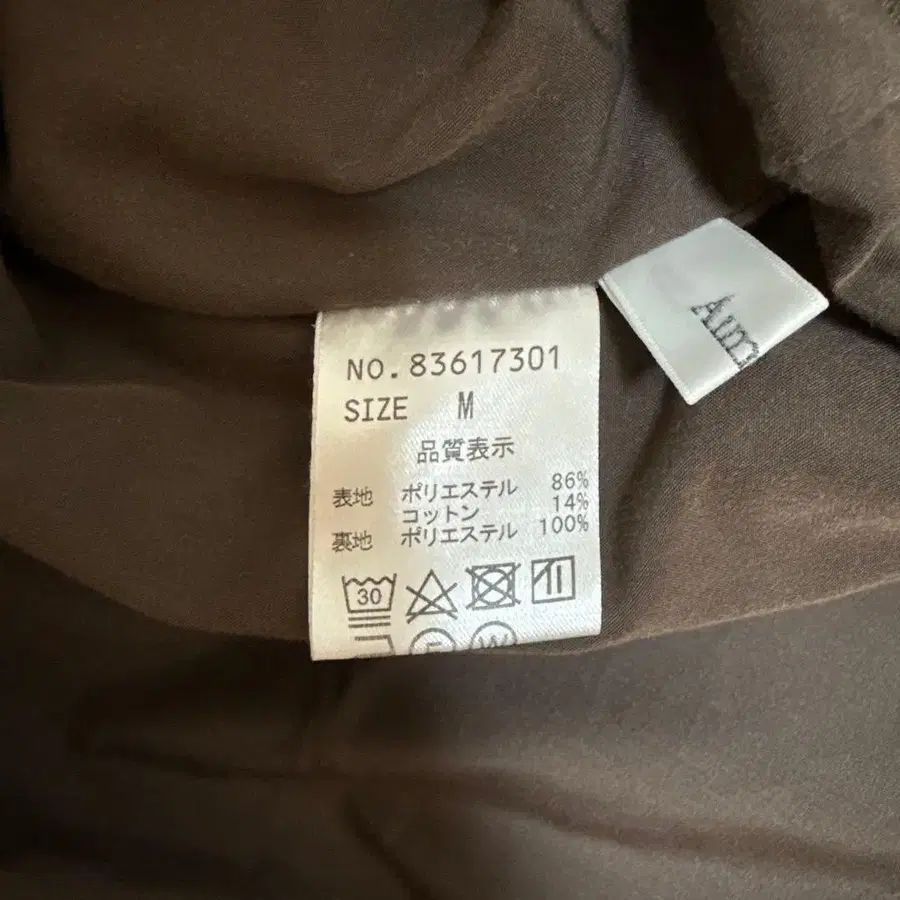 NO.83617301
SIZE M
品質表示
表地 ポリエステル 86%
コットン 14%
裏地 ポリエステル 100%
30